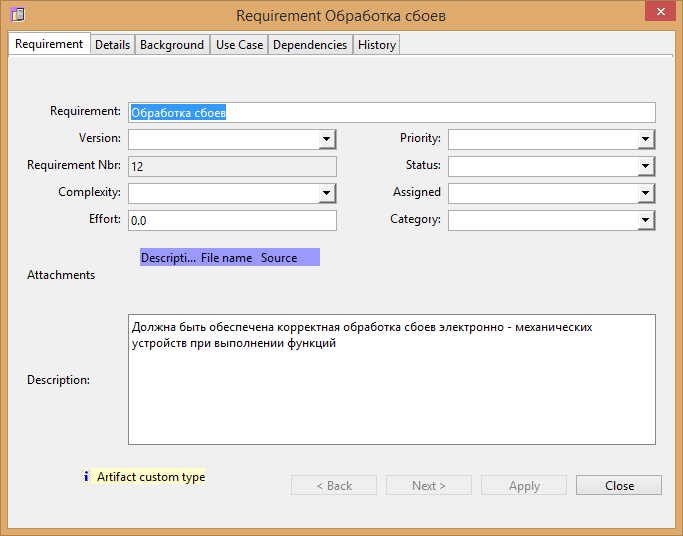 Requirement Обработка сбоев
Requirement Details Background Use Case Dependencies History
Requirement: Обработка сбоев
Version: Priority:
Requirement Nbr: 12 Status:
Complexity: Assigned
Effort: 0.0 Category:
Descripti... File name Source
Attachments
Должна быть обеспечена корректная обработка сбоев электронно - механических
устройств при выполнении функций
Description:
i Artifact custom type
< Back Next > Apply Close